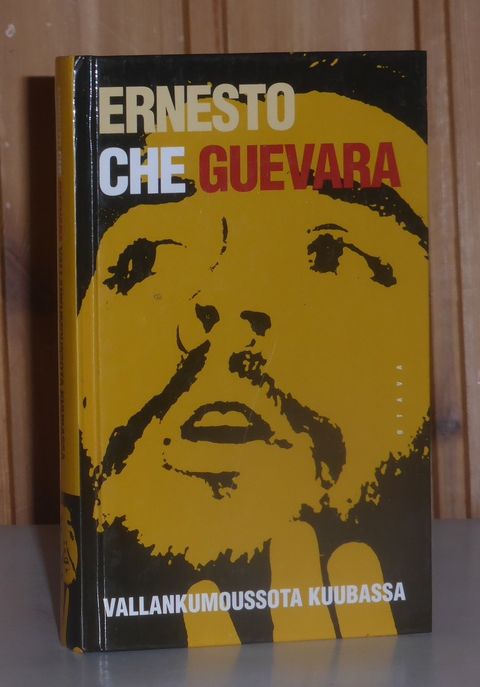 ERNESTO
CHE GUEVARA
OTAVA
VALLANKUMOUSSOTA KUUBASSA